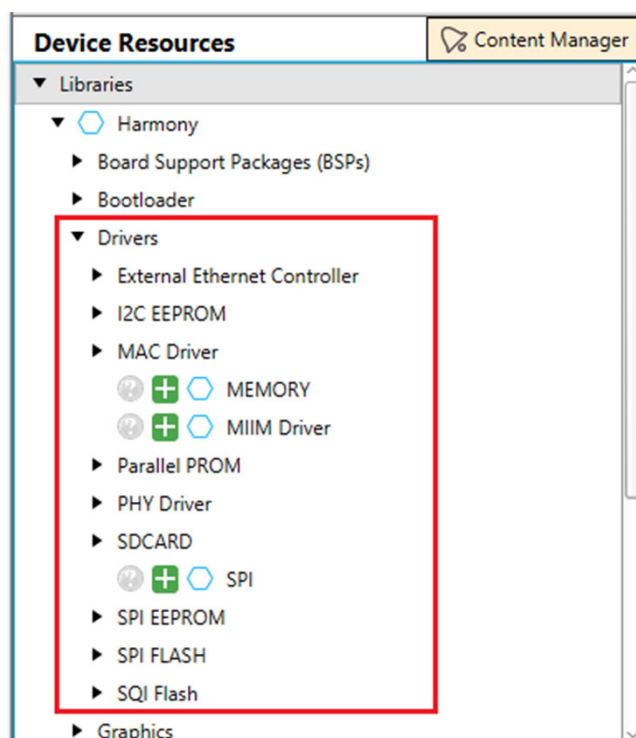 Device Resources
Content Manager
Libraries
Harmony
Board Support Packages (BSPs)
Bootloader
Drivers
External Ethernet Controller
I2C EEPROM
MAC Driver
MEMORY
MIIM Driver
Parallel PROM
PHY Driver
SDCARD
SPI
SPI EEPROM
SPI FLASH
SQI Flash
Graphics